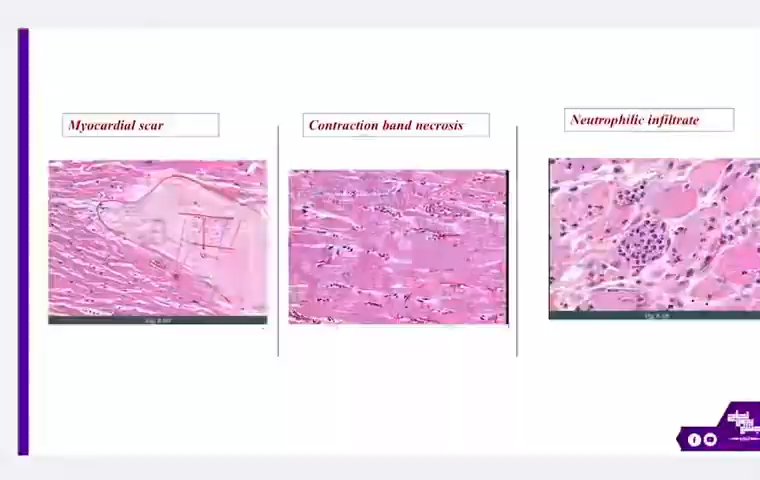 Myocardial scar
Contraction band necrosis
Neutrophilic infiltrate